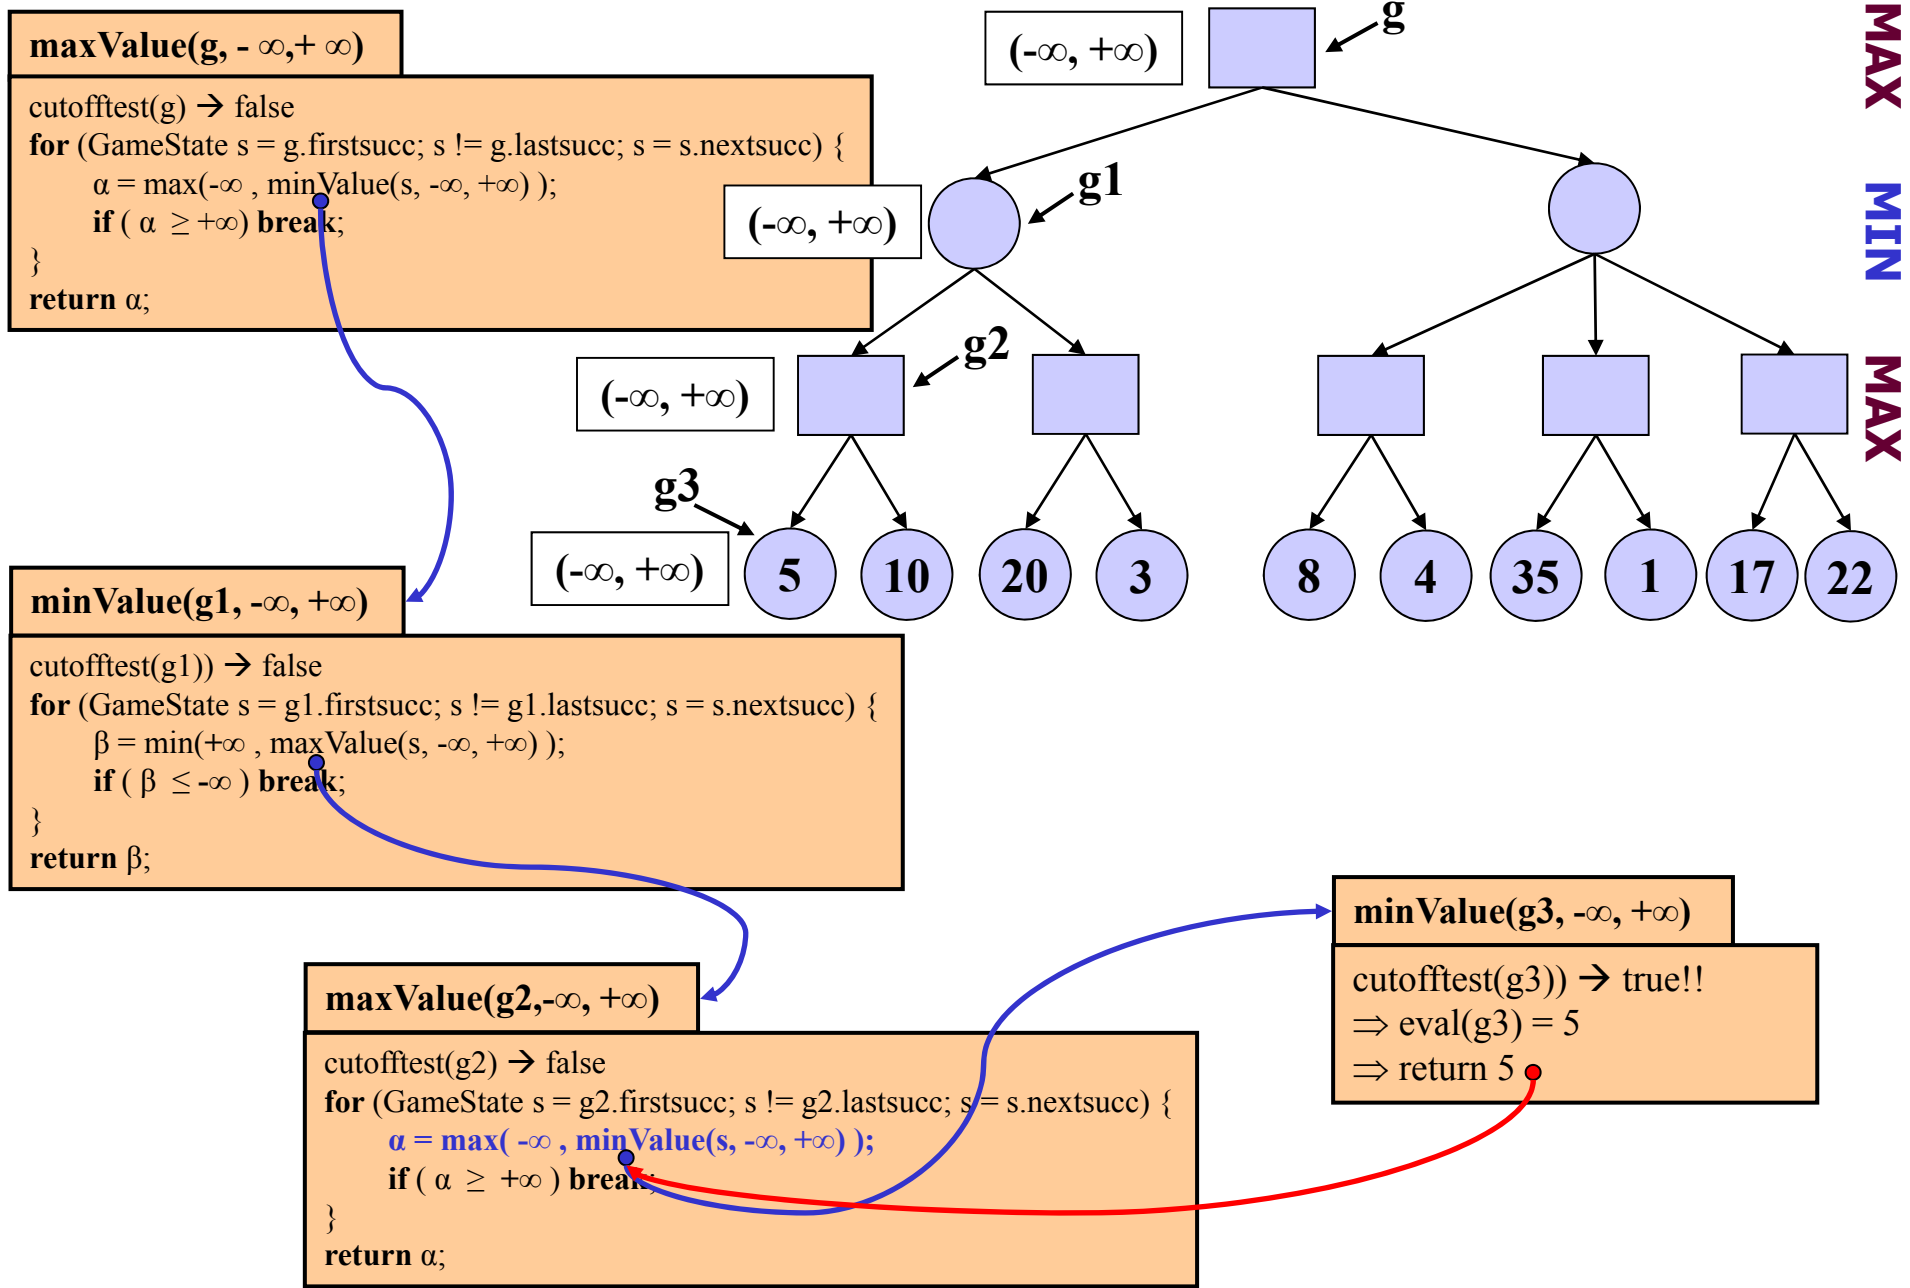 maxValue(g, - ∞,+ ∞)
cutofftest(g) → false
for (GameState s = g.firstsucc; s != g.lastsucc; s = s.nextsucc) {
α = max(-∞ , minValue(s, -∞, +∞) );
if ( α ≥ +∞) break;
}
return α;
(-∞, +∞)
g
MAX
(-∞, +∞)
g1
MIN
(-∞, +∞)
g2
MAX
g3
(-∞, +∞)
5
10
20
3
8
4
35
1
17
22
minValue(g1, -∞, +∞)
cutofftest(g1)) → false
for (GameState s = g1.firstsucc; s != g1.lastsucc; s = s.nextsucc) {
β = min(+∞ , maxValue(s, -∞, +∞) );
if ( β ≤ -∞ ) break;
}
return β;
maxValue(g2,-∞, +∞)
cutofftest(g2) → false
for (GameState s = g2.firstsucc; s != g2.lastsucc; s = s.nextsucc) {
α = max( -∞ , minValue(s, -∞, +∞) );
if ( α ≥ +∞ ) break;
}
return α;
minValue(g3, -∞, +∞)
cutofftest(g3)) → true!!
⇒ eval(g3) = 5
⇒ return 5